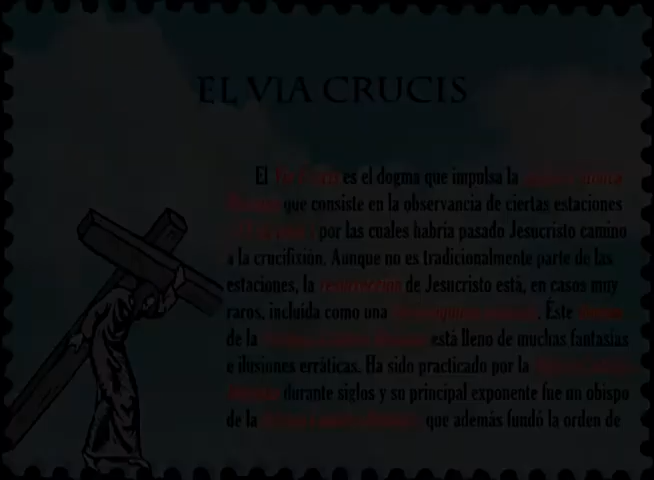 EL VIA CRUCIS
El Via Crucis es el dogma que impulsa la
que consiste en la observancia de ciertas estaciones
por las cuales habría pasado Jesucristo camino
a la crucifixión. Aunque no es tradicionalmente parte de las
estaciones, la resurrección de Jesucristo está, en casos muy
raros, incluida como una . Éste
de la está lleno de muchas fantasías
e ilusiones erráticas. Ha sido practicado por la
durante siglos y su principal exponente fue un obispo
de la que además fundó la orden de